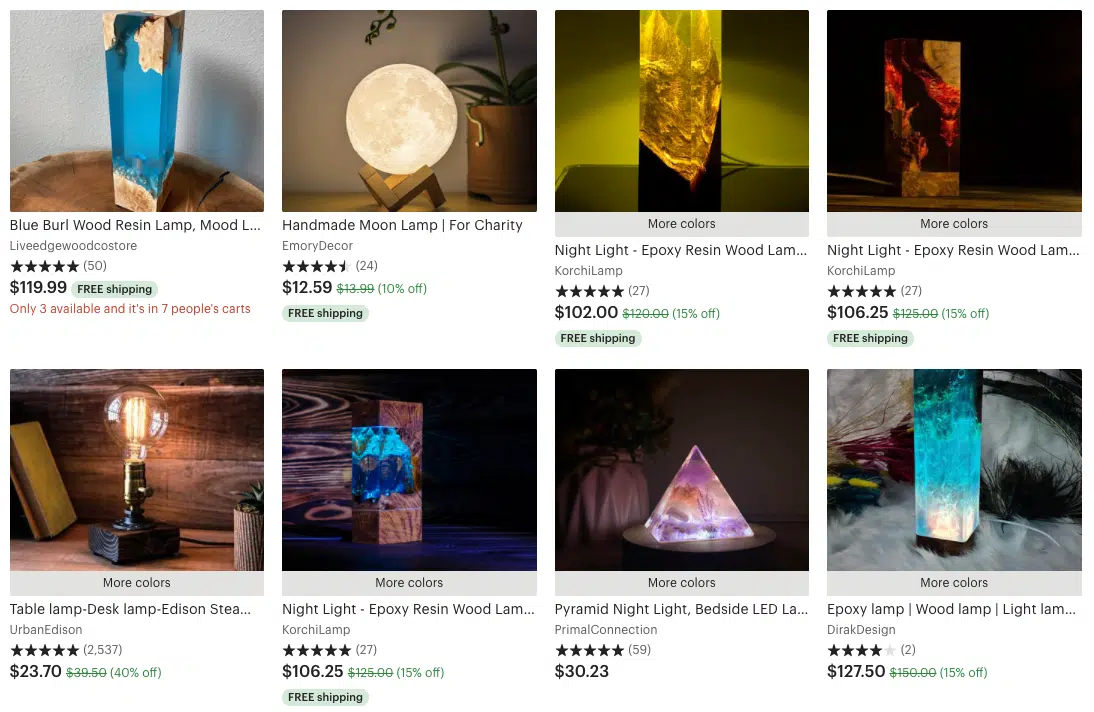 More colors
More colors
Blue Burl Wood Resin Lamp, Mood L...
Liveedgewoodcostore
(50)
$119.99 FREE shipping
Only 3 available and it's in 7 people's carts
Handmade Moon Lamp | For Charity
EmoryDecor
(24)
$12.59 $13.99 (10% off)
FREE shipping
Night Light - Epoxy Resin Wood Lam...
KorchiLamp
(27)
$102.00 $120.00 (15% off)
FREE shipping
Night Light - Epoxy Resin Wood Lam...
KorchiLamp
(27)
$106.25 $125.00 (15% off)
FREE shipping
More colors
Table lamp-Desk lamp-Edison Stea...
UrbanEdison
(2,537)
$23.70 $39.50 (40% off)
More colors
Night Light - Epoxy Resin Wood Lam...
KorchiLamp
(27)
$106.25 $125.00 (15% off)
FREE shipping
More colors
Pyramid Night Light, Bedside LED La...
PrimalConnection
(59)
$30.23
More colors
Epoxy lamp | Wood lamp | Light lam...
DirakDesign
(2)
$127.50 $150.00 (15% off)